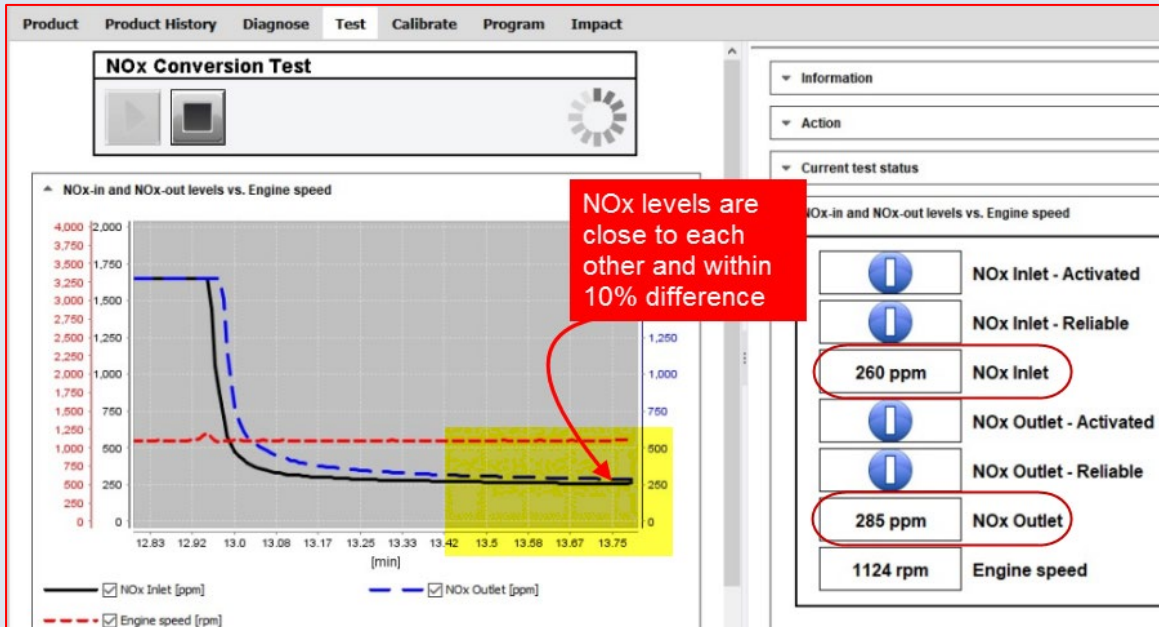 Product Product History Diagnose Test Calibrate Program Impact
NOx Conversion Test
NOx-in and NOx-out levels vs. Engine speed
NOx levels are
close to each
other and within
10% difference
4,000 2,000
3,750
3,500 1,750
3,250
3,000 1,500
2,750
2,500 1,250 1,250
2,250
2,000 1,000 1,000
1,750
1,500 750 750
1,250
1,000 500 500
750
500 250 250
250
0 0 0
12.83 12.92 13.0 13.08 13.17 13.25 13.33 13.42 13.5 13.58 13.67 13.75
[min]
NOx Inlet [ppm] NOx Outlet [ppm]
Engine speed [rpm]
Information
Action
Current test status
NOx-in and NOx-out levels vs. Engine speed
NOx Inlet - Activated
NOx Inlet - Reliable
260 ppm NOx Inlet
NOx Outlet - Activated
NOx Outlet - Reliable
285 ppm NOx Outlet
1124 rpm Engine speed